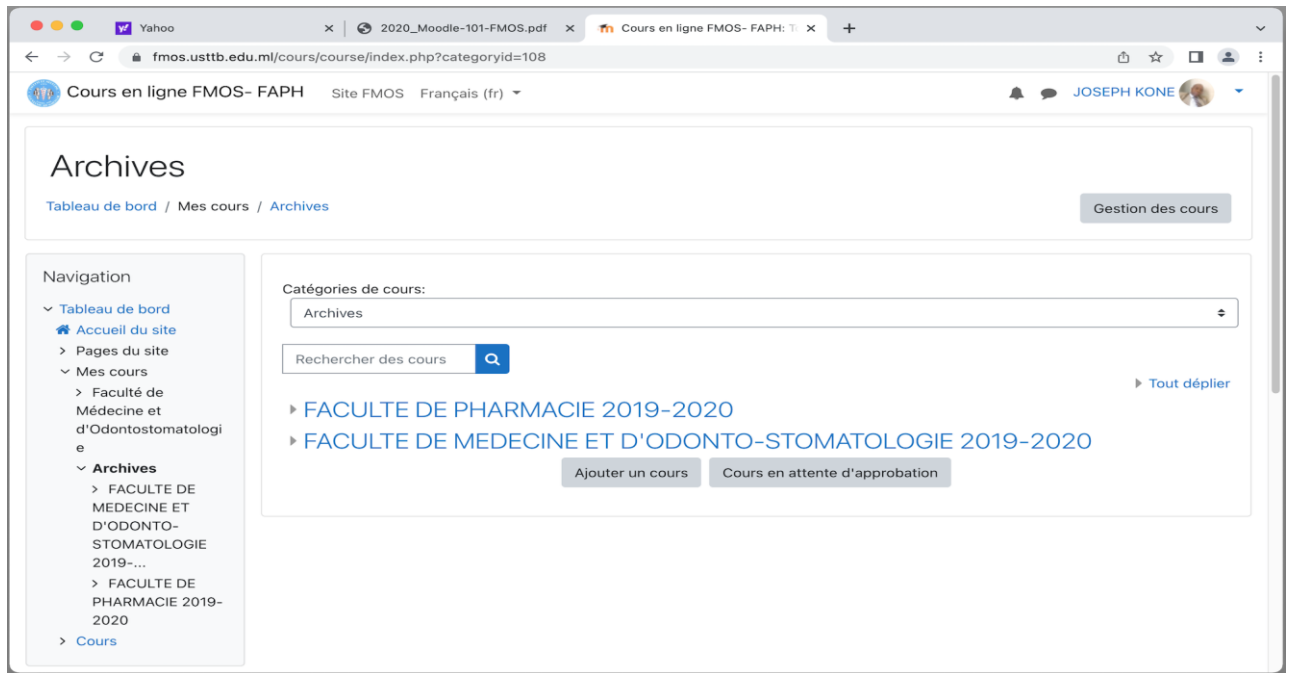 Yahoo
2020_Moodle-101-FMOS.pdf
Cours en ligne FMOS- FAPH:
fmos.usttb.edu.ml/cours/course/index.php?categoryid=108
Cours en ligne FMOS- FAPH
Site FMOS
Français (fr)
JOSEPH KONE
Archives
Tableau de bord / Mes cours / Archives
Gestion des cours
Navigation
Tableau de bord
Accueil du site
Pages du site
Mes cours
Faculté de
Médecine et
d'Odontostomatologi
e
Archives
FACULTE DE
MEDECINE ET
D'ODONTO-
STOMATOLOGIE
2019-...
FACULTE DE
PHARMACIE 2019-
2020
Cours
Catégories de cours:
Archives
Rechercher des cours
Tout déplier
FACULTE DE PHARMACIE 2019-2020
FACULTE DE MEDECINE ET D'ODONTO-STOMATOLOGIE 2019-2020
Ajouter un cours
Cours en attente d'approbation